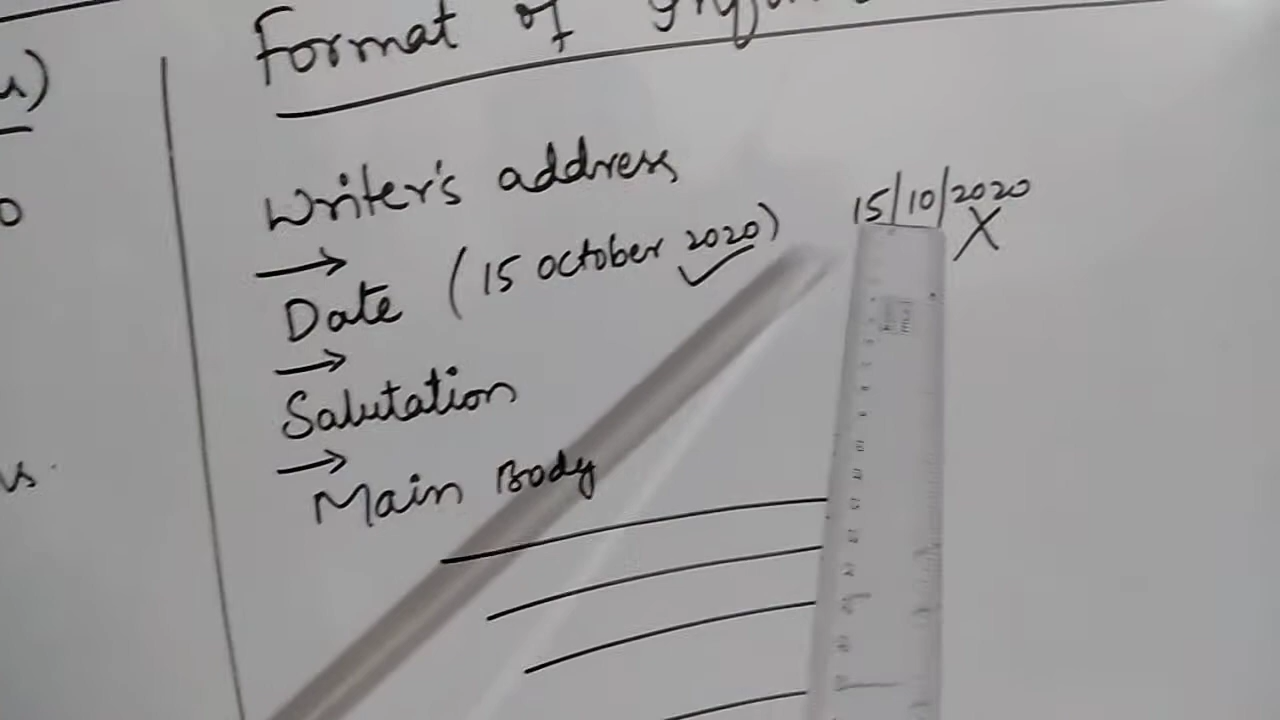 Format of
Writer's address
→
Date (15 October 2020) ✓
15/10/2020 X
→
Salutation
→
Main Body